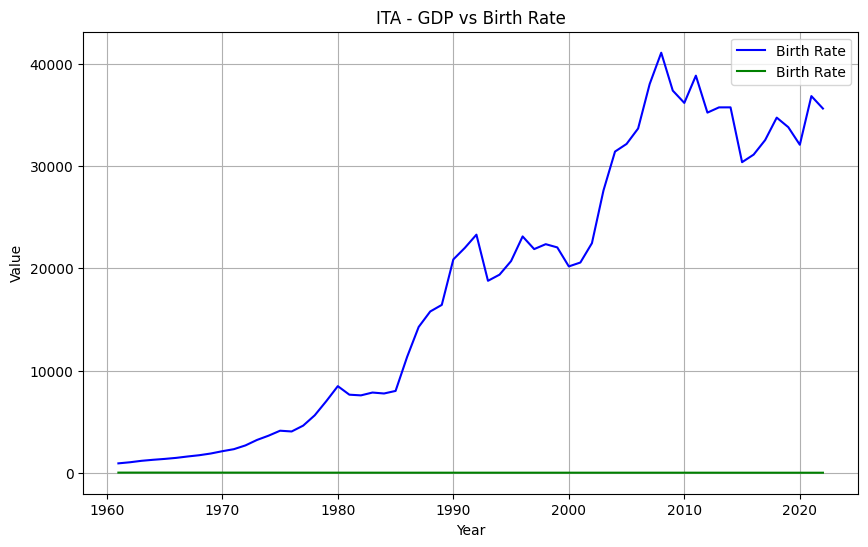 ITA - GDP vs Birth Rate
Birth Rate
Birth Rate
Value
40000
30000
20000
10000
0
1960
1970
1980
1990
2000
2010
2020
Year